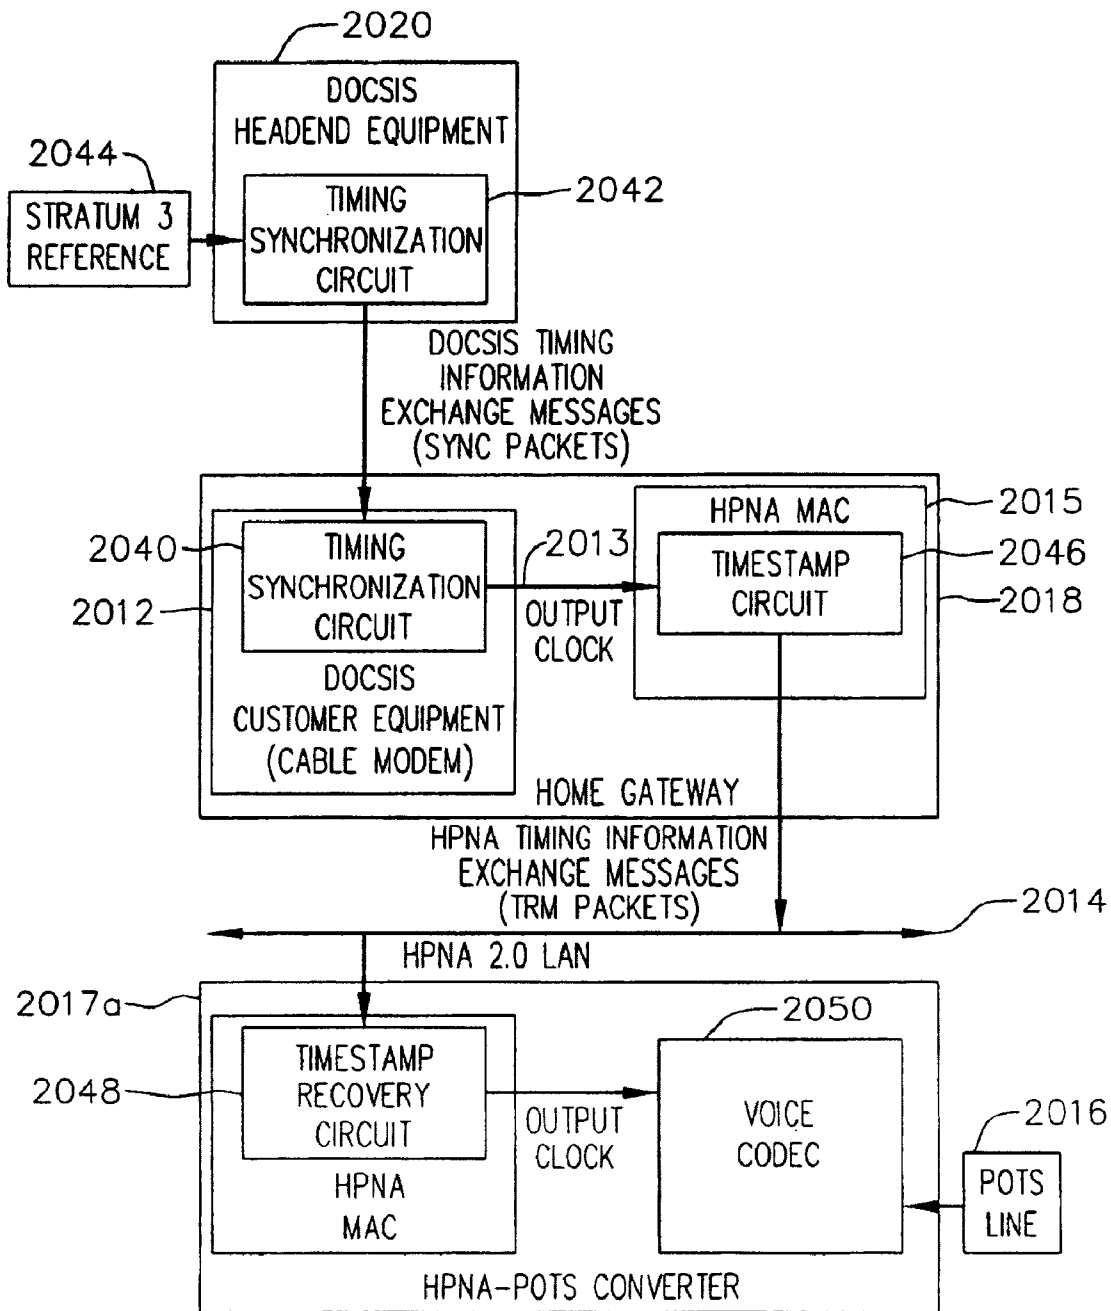 2020
DOCSIS
HEADEND EQUIPMENT
2044
STRATUM 3
REFERENCE
2042
TIMING
SYNCHRONIZATION
CIRCUIT
DOCSIS TIMING
INFORMATION
EXCHANGE MESSAGES
(SYNC PACKETS)
2015
HPNA MAC
2040
TIMING
SYNCHRONIZATION
CIRCUIT
2013
OUTPUT
CLOCK
2046
TIMESTAMP
CIRCUIT
2012
2018
DOCSIS
CUSTOMER EQUIPMENT
(CABLE MODEM)
HOME GATEWAY
HPNA TIMING INFORMATION
EXCHANGE MESSAGES
(TRM PACKETS)
2014
HPNA 2.0 LAN
2017a
2050
TIMESTAMP
RECOVERY
CIRCUIT
2048
OUTPUT
CLOCK
VOICE
CODEC
2016
POTS
LINE
HPNA
MAC
HPNA-POTS CONVERTER